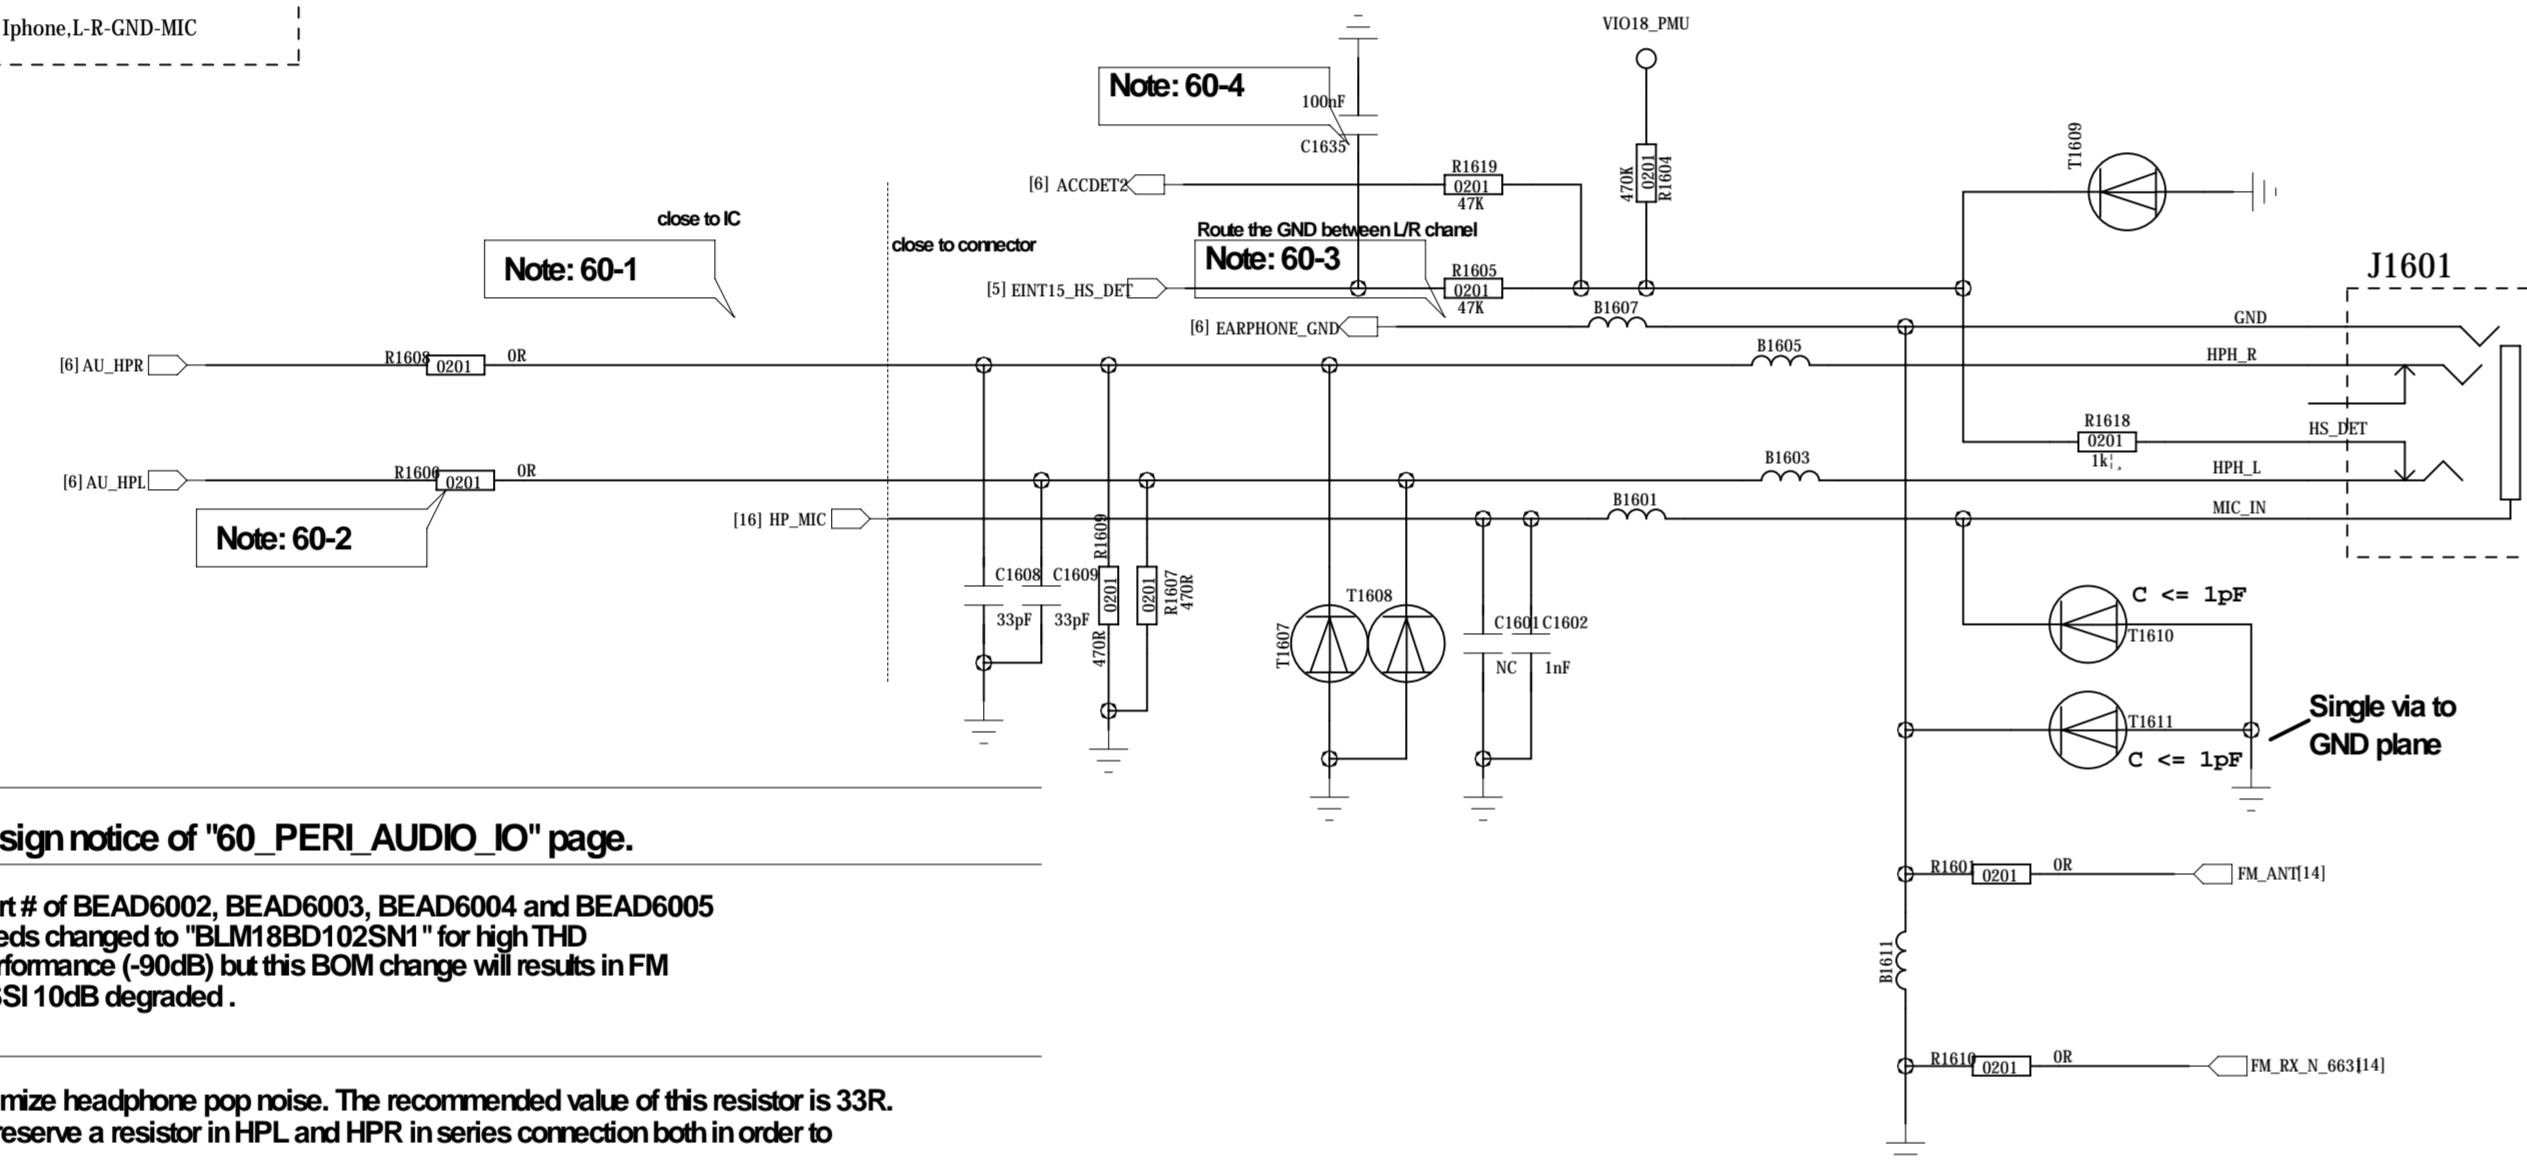 Iphone,L-R-GND-MIC
VIO18_PMU
Note: 60-4
100nF
C1635
T1609
[6] ACCDET2
R1619
0201
47K
470K
0201
R1604
close to IC
close to connector
Route the GND between L/R chanel
Note: 60-1
Note: 60-3
J1601
[5] EINT15_HS_DET
R1605
0201
47K
[6] EARPHONE_GND
B1607
GND
[6] AU_HPR
R1608
0201
0R
B1605
HPH_R
R1618
0201
1k
HS_DET
[6] AU_HPL
R1606
0201
0R
B1603
HPH_L
Note: 60-2
[16] HP_MIC
B1601
MIC_IN
C1608
33pF
C1609
33pF
R1609
0201
470R
0201
R1607
470R
T1607
T1608
C1601
NC
C1602
1nF
C <= 1pF
T1610
T1611
C <= 1pF
Single via to
GND plane
sign notice of "60_PERI_AUDIO_IO" page.
rt # of BEAD6002, BEAD6003, BEAD6004 and BEAD6005
eds changed to "BLM18BD102SN1" for high THD
rformance (-90dB) but this BOM change will results in FM
SSI 10dB degraded .
R1601
0201
0R
FM_ANT[14]
B1611
R1610
0201
0R
FM_RX_N_663[14]
mize headphone pop noise. The recommended value of this resistor is 33R.
reserve a resistor in HPL and HPR in series connection both in order to